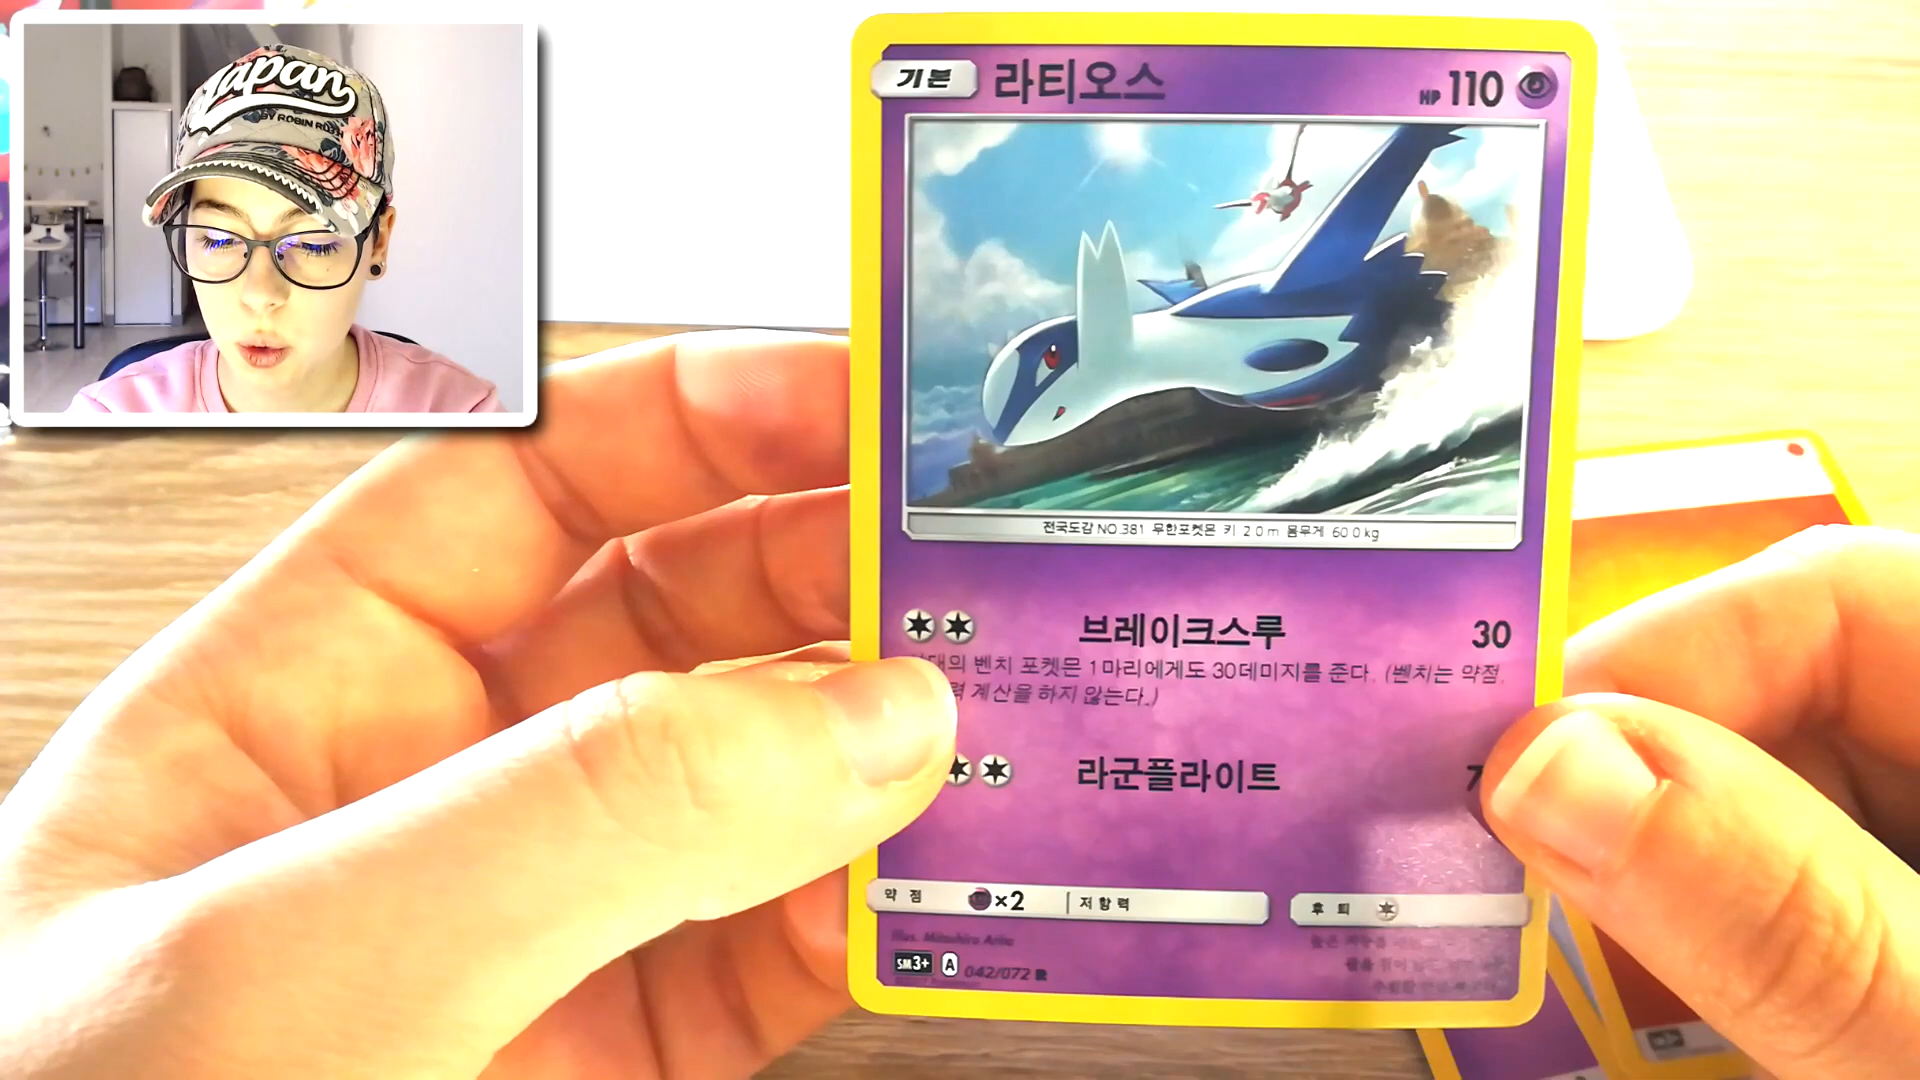 Japan
BY ROBIN RUTH
기본 라티오스 HP 110
전국도감 NO.381 무한포켓몬 키 2.0m 몸무게 60.0kg
브레이크스루 30
벤치 포켓몬 1마리에게도 30데미지를 준다. (벤치는 약점,
계산을 하지 않는다.)
라군플라이트
약점 ×2 저항력 후퇴
Illus. Mitsuhiro Arita
SM3+ A 042/072 R